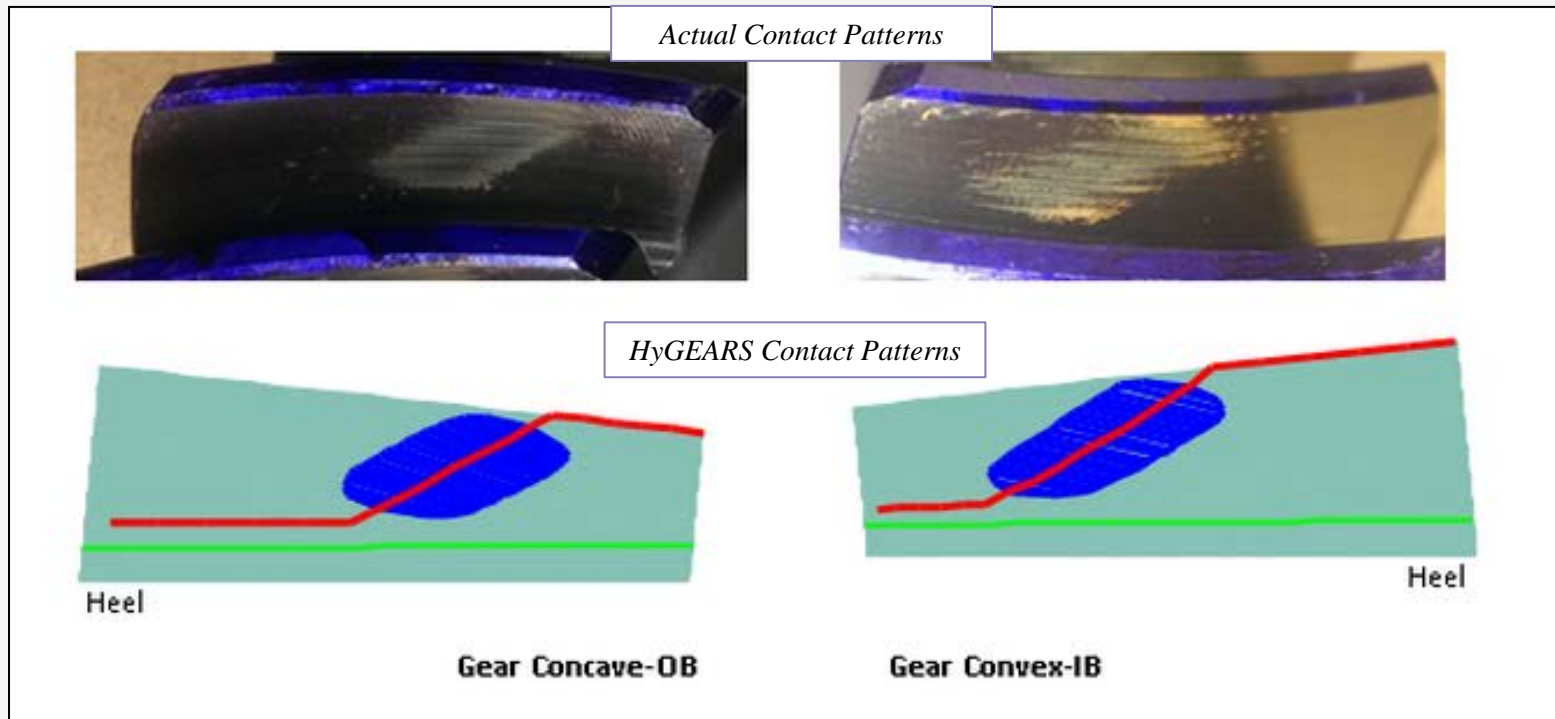 Actual Contact Patterns
HyGEARS Contact Patterns
Heel
Heel
Gear Concave-OB
Gear Convex-IB